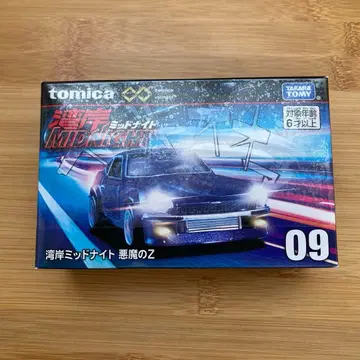 tomica
TAKARA TOMY
対象年齢
6才以上
湾岸
ミッドナイト
MIDNIGHT
湾岸ミッドナイト 悪魔のZ
09